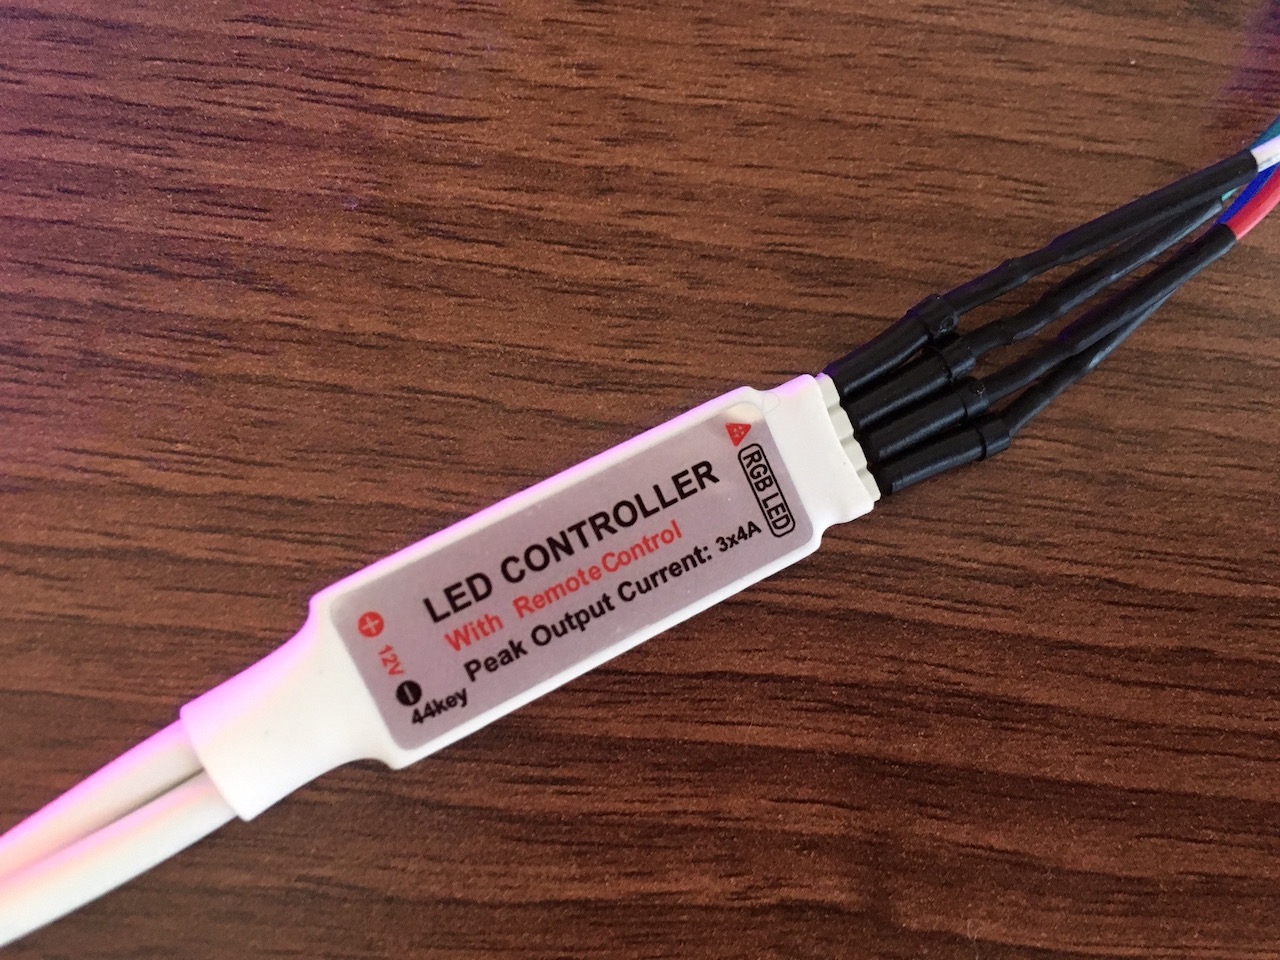 LED CONTROLLER
With RemoteControl
Peak Output Current: 3x4A
RGB LED
+
12V
-
44key